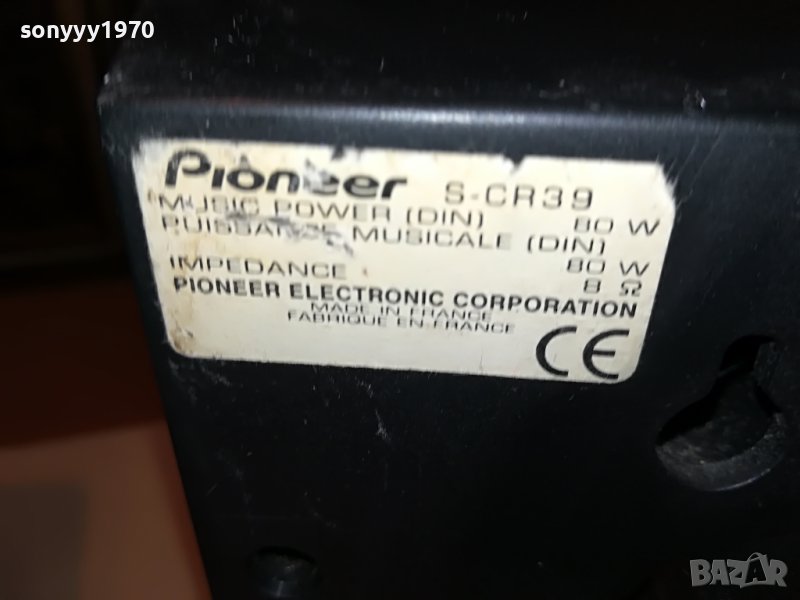 sonyyy1970
Pioneer S-CR39
MUSIC POWER (DIN) 80 W
PUISSANCE MUSICALE (DIN)
80 W
IMPEDANCE 8 Ω
PIONEER ELECTRONIC CORPORATION
MADE IN FRANCE
FABRIQUE EN FRANCE
CE
BAZAR